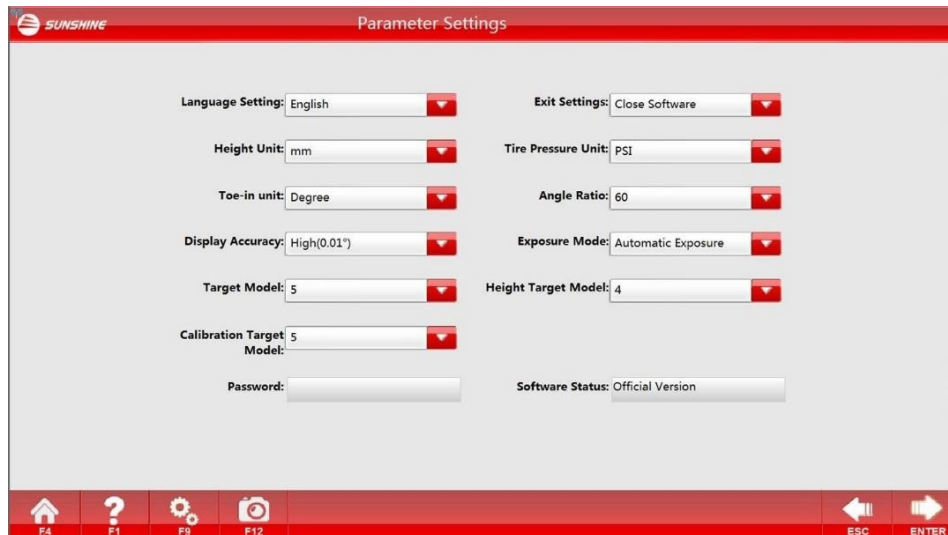 SUNSHINE
Parameter Settings
Language Setting: English
Exit Settings: Close Software
Height Unit: mm
Tire Pressure Unit: PSI
Toe-in unit: Degree
Angle Ratio: 60
Display Accuracy: High(0.01°)
Exposure Mode: Automatic Exposure
Target Model: 5
Height Target Model: 4
Calibration Target
Model: 5
Password:
Software Status: Official Version
F4
F1
F9
F12
ESC
ENTER